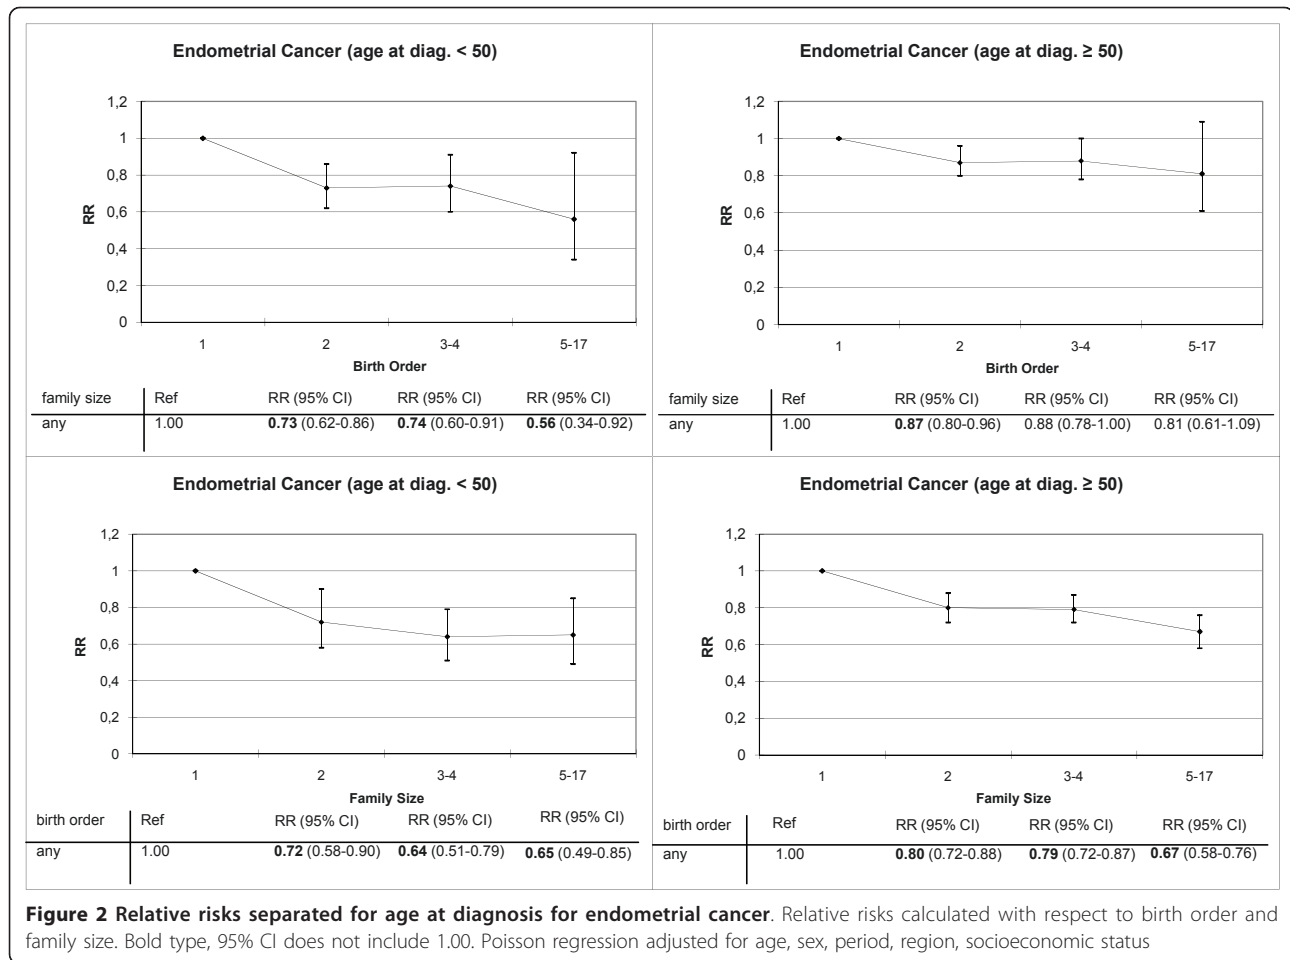 Endometrial Cancer (age at diag. < 50)
1,2
1
0,8
0,6
0,4
0,2
0
RR
1 2 3-4 5-17
Birth Order
family size Ref RR (95% CI) RR (95% CI) RR (95% CI)
any 1.00 0.73 (0.62-0.86) 0.74 (0.60-0.91) 0.56 (0.34-0.92)
Endometrial Cancer (age at diag. ≥ 50)
1,2
1
0,8
0,6
0,4
0,2
0
RR
1 2 3-4 5-17
Birth Order
family size Ref RR (95% CI) RR (95% CI) RR (95% CI)
any 1.00 0.87 (0.80-0.96) 0.88 (0.78-1.00) 0.81 (0.61-1.09)
Endometrial Cancer (age at diag. < 50)
1,2
1
0,8
0,6
0,4
0,2
0
RR
1 2 3-4 5-17
Family Size
birth order Ref RR (95% CI) RR (95% CI) RR (95% CI)
any 1.00 0.72 (0.58-0.90) 0.64 (0.51-0.79) 0.65 (0.49-0.85)
Endometrial Cancer (age at diag. ≥ 50)
1,2
1
0,8
0,6
0,4
0,2
0
RR
1 2 3-4 5-17
Family Size
birth order Ref RR (95% CI) RR (95% CI) RR (95% CI)
any 1.00 0.80 (0.72-0.88) 0.79 (0.72-0.87) 0.67 (0.58-0.76)
Figure 2 Relative risks separated for age at diagnosis for endometrial cancer. Relative risks calculated with respect to birth order and
family size. Bold type, 95% CI does not include 1.00. Poisson regression adjusted for age, sex, period, region, socioeconomic status